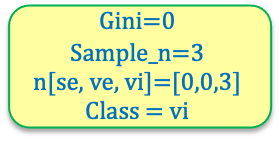 Gini=0
Sample_n=3
n[se, ve, vi]=[0,0,3]
Class = vi